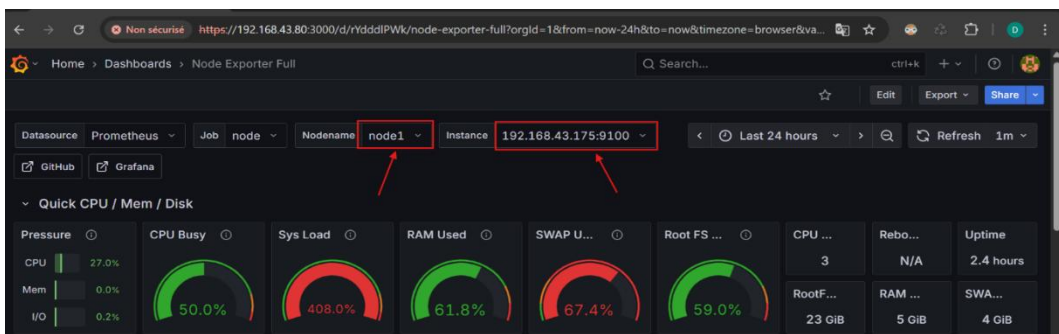 Non sécurisé https://192.168.43.80:3000/d/rYdddlPWk/node-exporter-full?orgId=1&from=now-24h&to=now&timezone=browser&va... D
Home > Dashboards > Node Exporter Full Search... ctrl+k
Edit Export Share
Datasource Prometheus Job node Nodename node1 Instance 192.168.43.175:9100 Last 24 hours Refresh 1m
GitHub Grafana
Quick CPU / Mem / Disk
Pressure CPU Busy Sys Load RAM Used SWAP U... Root FS ... CPU ... Rebo... Uptime
CPU 27.0% 3 N/A 2.4 hours
Mem 0.0% RootF... RAM ... SWA...
I/O 0.2% 50.0% 408.0% 61.8% 67.4% 59.0% 23 GiB 5 GiB 4 GiB